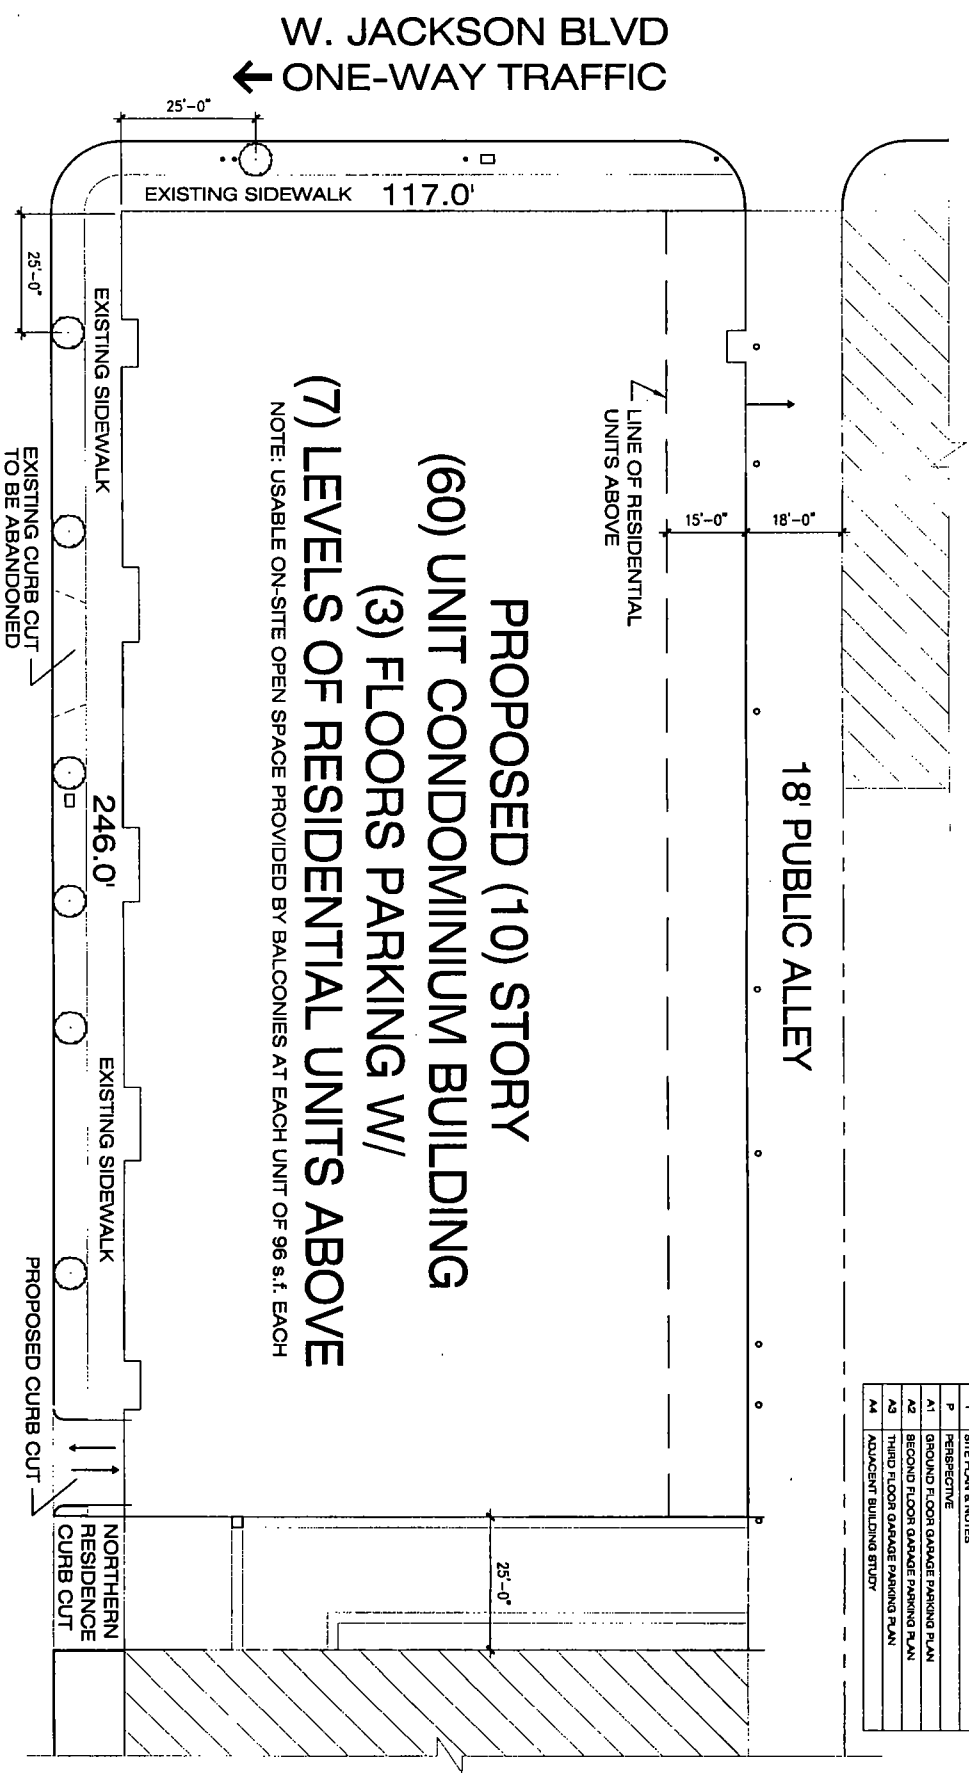 W. JACKSON BLVD
← ONE-WAY TRAFFIC
25'-0"
EXISTING SIDEWALK
117.0'
25'-0"
EXISTING SIDEWALK
EXISTING CURB CUT
TO BE ABANDONED
246.0'
EXISTING SIDEWALK
PROPOSED CURB CUT
NORTHERN
RESIDENCE
CURB CUT
LINE OF RESIDENTIAL
UNITS ABOVE
15'-0"
18'-0"
18' PUBLIC ALLEY
PROPOSED (10) STORY
(60) UNIT CONDOMINIUM BUILDING
(3) FLOORS PARKING W/
(7) LEVELS OF RESIDENTIAL UNITS ABOVE
NOTE: USABLE ON-SITE OPEN SPACE PROVIDED BY BALCONIES AT EACH UNIT OF 96 s.f. EACH
25'-0"
SITE PLAN & NOTES
P PERSPECTIVE
A1 GROUND FLOOR GARAGE PARKING PLAN
A2 SECOND FLOOR GARAGE PARKING PLAN
A3 THIRD FLOOR GARAGE PARKING PLAN
A4 ADJACENT BUILDING STUDY